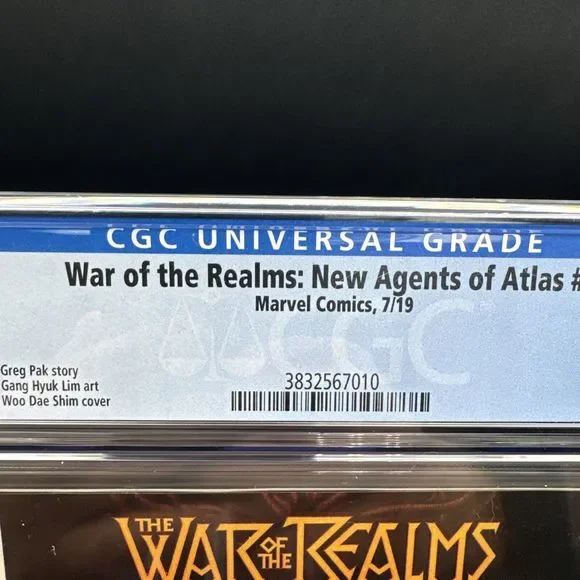 CGC UNIVERSAL GRADE
War of the Realms: New Agents of Atlas #
Marvel Comics, 7/19
CGC
Greg Pak story
Gang Hyuk Lim art
Woo Dae Shim cover
3832567010
THE WAR OF THE REALMS